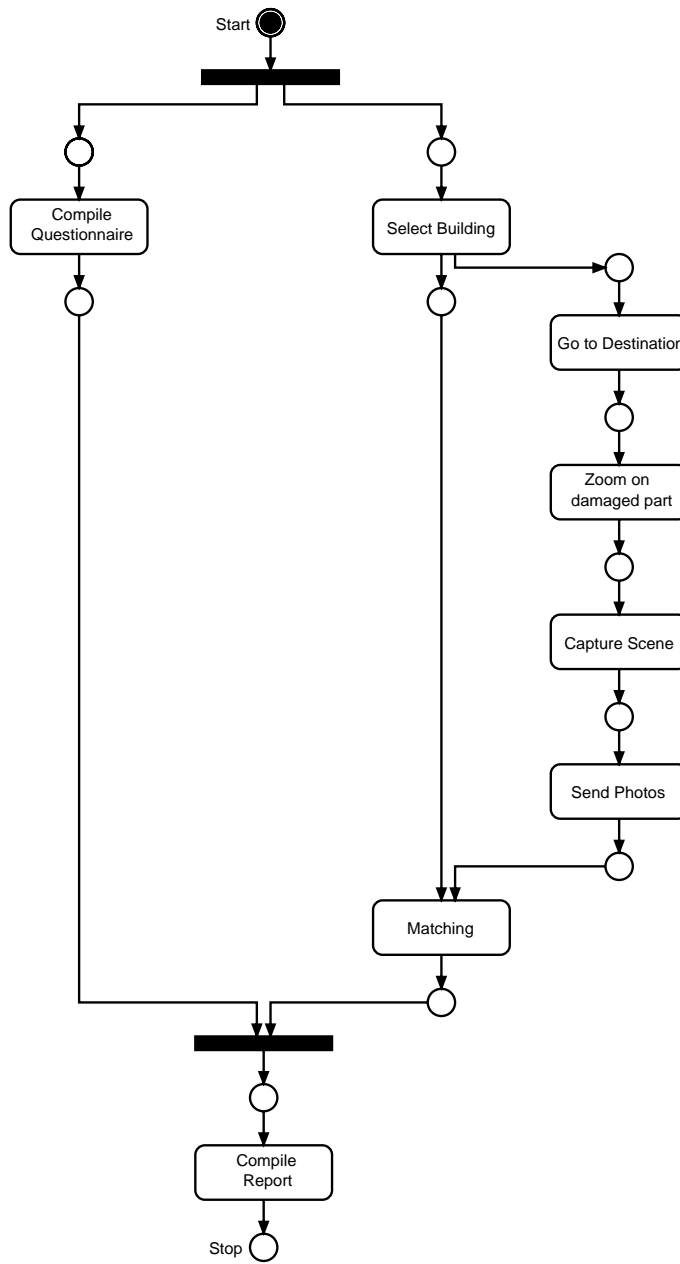 Start
Compile
Questionnaire
Select Building
Go to Destination
Zoom on
damaged part
Capture Scene
Send Photos
Matching
Compile
Report
Stop